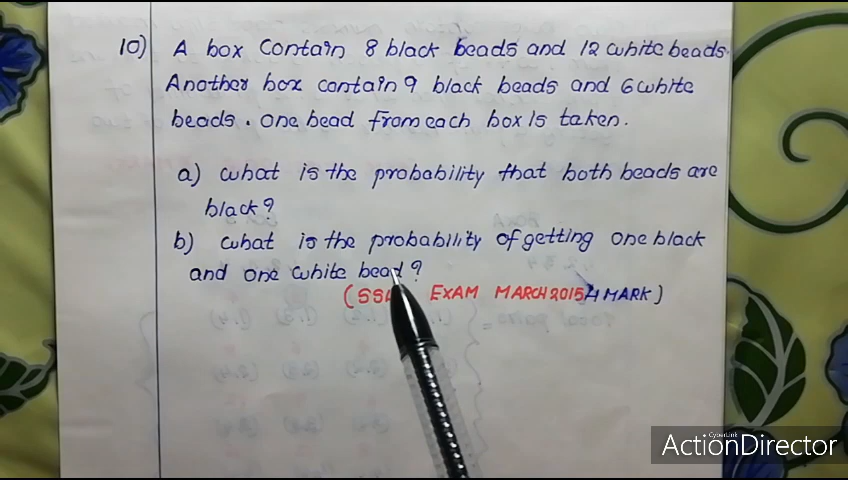 10) A box contain 8 black beads and 12 white beads.
Another box contain 9 black beads and 6 white
beads. one bead from each box is taken.
a) what is the probability that both beads are
black?
b) what is the probability of getting one black
and one white bead?
EXAM MARCH 2015 4 MARK)
CyberLink
ActionDirector